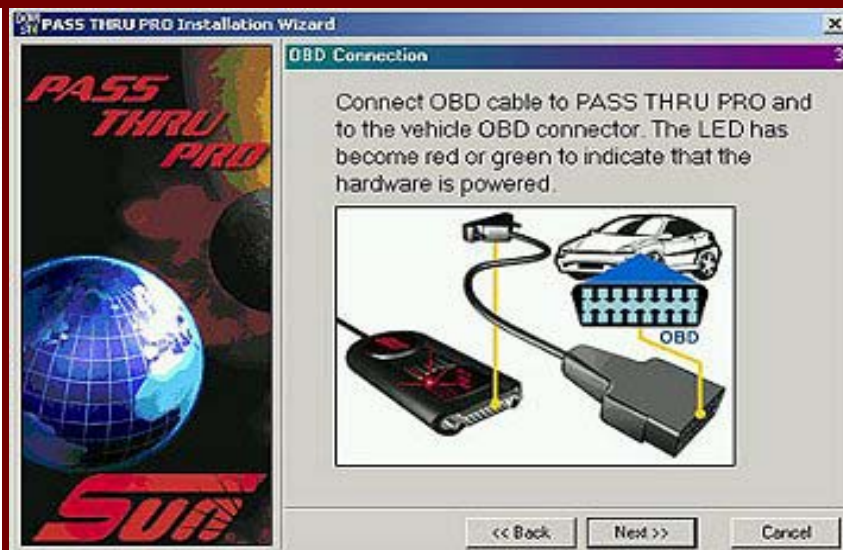 PASS THRU PRO Installation Wizard
OBD Connection
3
PASS
THRU
PRO
Connect OBD cable to PASS THRU PRO and
to the vehicle OBD connector. The LED has
become red or green to indicate that the
hardware is powered.
OBD
Sun
<< Back
Next >>
Cancel